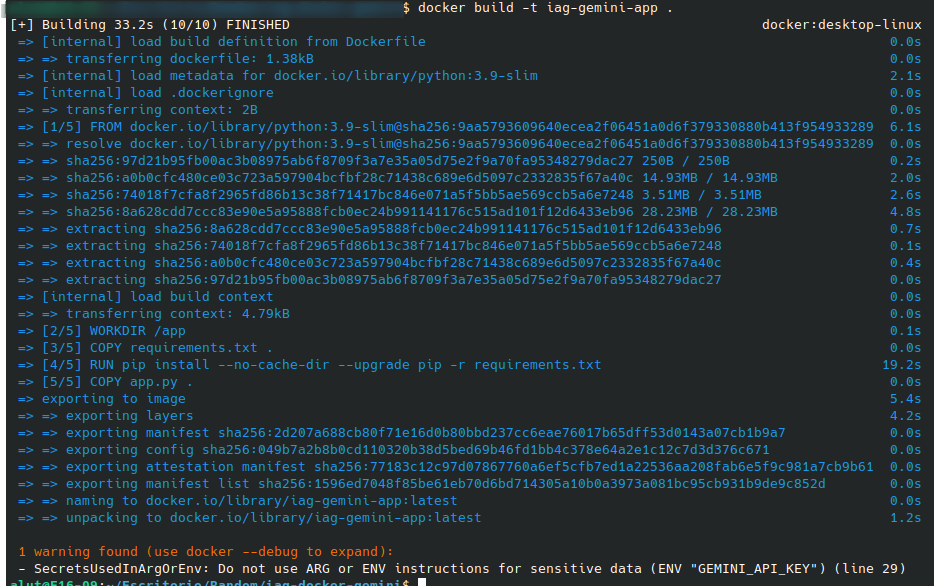 $ docker build -t iag-gemini-app .
[+] Building 33.2s (10/10) FINISHED docker:desktop-linux
=> [internal] load build definition from Dockerfile 0.0s
=> => transferring dockerfile: 1.38kB 0.0s
=> [internal] load metadata for docker.io/library/python:3.9-slim 2.1s
=> [internal] load .dockerignore 0.0s
=> => transferring context: 2B 0.0s
=> [1/5] FROM docker.io/library/python:3.9-slim@sha256:9aa5793609640ecea2f06451a0d6f379330880b413f954933289 6.1s
=> => resolve docker.io/library/python:3.9-slim@sha256:9aa5793609640ecea2f06451a0d6f379330880b413f954933289 0.0s
=> => sha256:97d21b95fb00ac3b08975ab6f8709f3a7e35a05d75e2f9a70fa95348279dac27 250B / 250B 0.2s
=> => sha256:a0b0cfc480ce03c723a597904bcfbf28c71438c689e6d5097c2332835f67a40c 14.93MB / 14.93MB 2.0s
=> => sha256:74018f7cfa8f2965fd86b13c38f71417bc846e071a5f5bb5ae569ccb5a6e7248 3.51MB / 3.51MB 2.6s
=> => sha256:8a628cdd7ccc83e90e5a95888fcb0ec24b991141176c515ad101f12d6433eb96 28.23MB / 28.23MB 4.8s
=> => extracting sha256:8a628cdd7ccc83e90e5a95888fcb0ec24b991141176c515ad101f12d6433eb96 0.7s
=> => extracting sha256:74018f7cfa8f2965fd86b13c38f71417bc846e071a5f5bb5ae569ccb5a6e7248 0.1s
=> => extracting sha256:a0b0cfc480ce03c723a597904bcfbf28c71438c689e6d5097c2332835f67a40c 0.4s
=> => extracting sha256:97d21b95fb00ac3b08975ab6f8709f3a7e35a05d75e2f9a70fa95348279dac27 0.0s
=> [internal] load build context 0.0s
=> => transferring context: 4.79kB 0.0s
=> [2/5] WORKDIR /app 0.1s
=> [3/5] COPY requirements.txt . 0.0s
=> [4/5] RUN pip install --no-cache-dir --upgrade pip -r requirements.txt 19.2s
=> [5/5] COPY app.py . 0.0s
=> exporting to image 5.4s
=> => exporting layers 4.2s
=> => exporting manifest sha256:2d207a688cb80f71e16d0b80bbd237cc6eae76017b65dff53d0143a07cb1b9a7 0.0s
=> => exporting config sha256:049b7a2b8b0cd110320b38d5bed69b46fd1bb4c378e64a2e1c12c7d3d376c671 0.0s
=> => exporting attestation manifest sha256:77183c12c97d07867760a6ef5cfb7ed1a22536aa208fab6e5f9c981a7cb9b61 0.0s
=> => exporting manifest list sha256:1596ed7048f85be61eb70d6bd714305a10b0a3973a081bc95cb931b9de9c852d 0.0s
=> => naming to docker.io/library/iag-gemini-app:latest 0.0s
=> => unpacking to docker.io/library/iag-gemini-app:latest 1.2s
1 warning found (use docker --debug to expand):
- SecretsUsedInArgOrEnv: Do not use ARG or ENV instructions for sensitive data (ENV "GEMINI_API_KEY") (line 29)
alut@E16-09:~/Escritorio/Random/iag-docker-gemini$